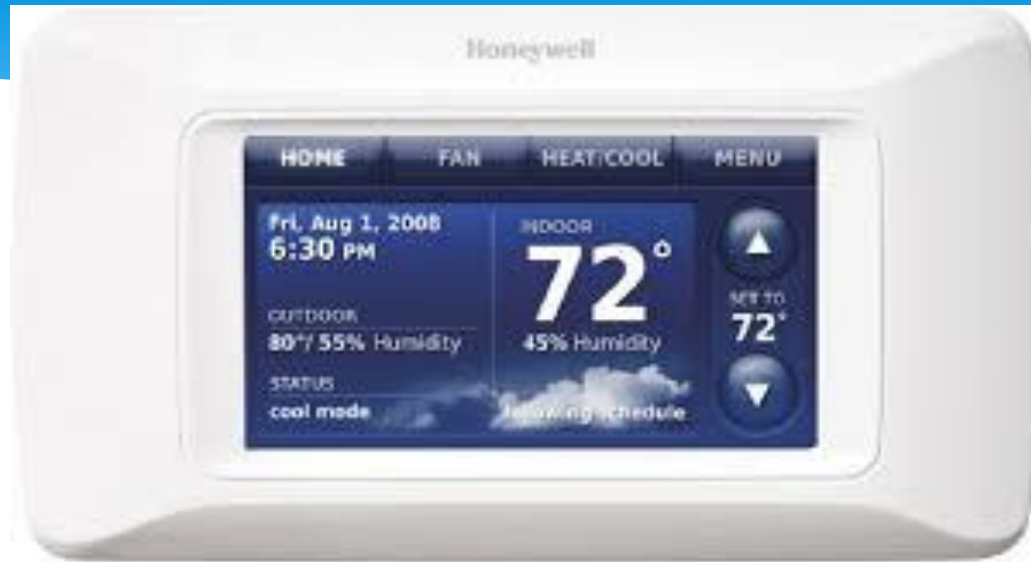 Honeywell
HOME FAN HEAT/COOL MENU
Fri, Aug 1, 2008
6:30 PM
OUTDOOR
80°/ 55% Humidity
STATUS
cool mode
INDOOR
72°
45% Humidity
following schedule
SET TO
72°